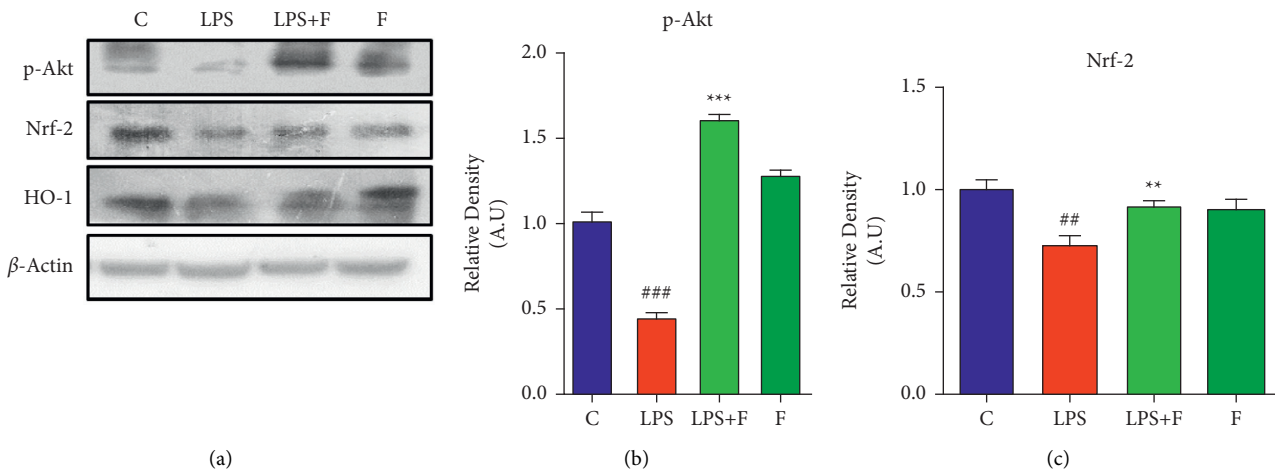 C LPS LPS+F F
p-Akt
Nrf-2
HO-1
β-Actin
(a)
p-Akt
Relative Density
(A.U)
2.0
1.5
1.0
0.5
0.0
###
***
C LPS LPS+F F
(b)
Nrf-2
Relative Density
(A.U)
1.5
1.0
0.5
0.0
##
**
C LPS LPS+F F
(c)